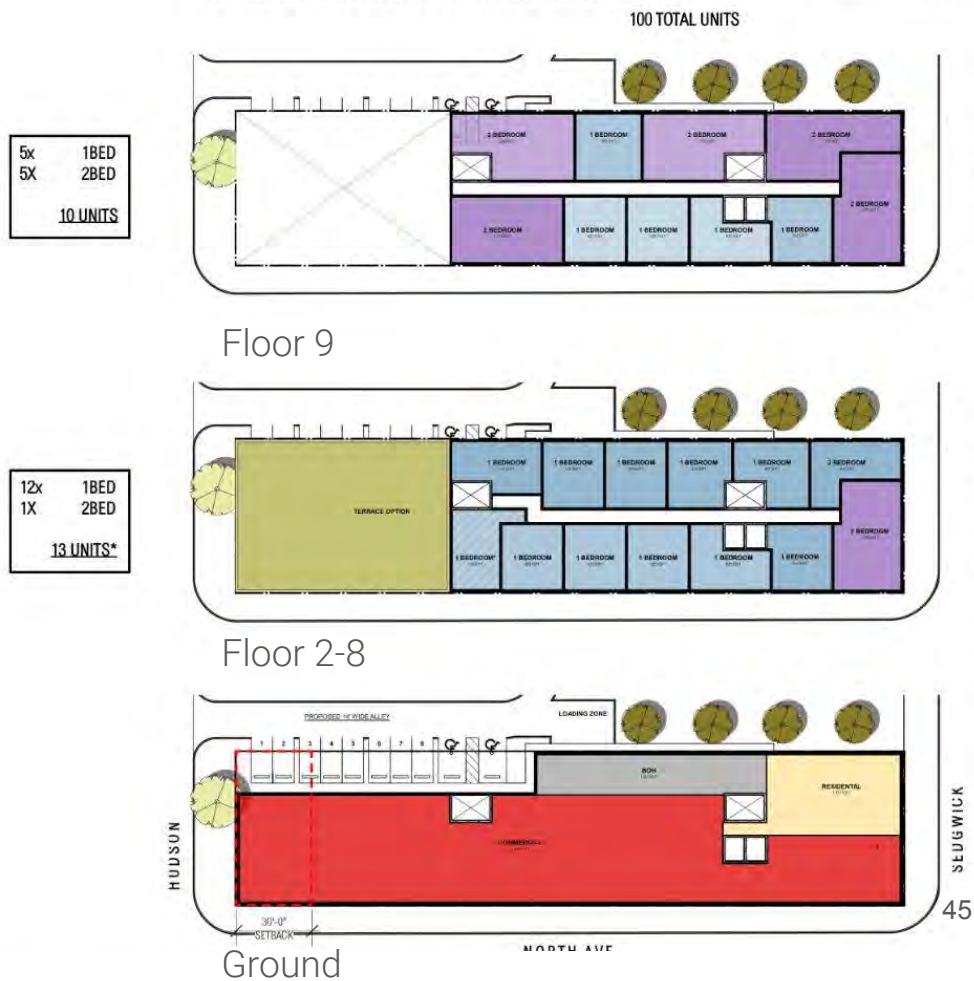 100 TOTAL UNITS
5x 1BED
5X 2BED
10 UNITS
2 BEDROOM
1 BEDROOM
2 BEDROOM
2 BEDROOM
2 BEDROOM
2 BEDROOM
1 BEDROOM
1 BEDROOM
1 BEDROOM
1 BEDROOM
Floor 9
12x 1BED
1X 2BED
13 UNITS*
TERRACE OPTION
1 BEDROOM
1 BEDROOM
1 BEDROOM
1 BEDROOM
1 BEDROOM
BEDROOM
2 BEDROOM
1 BEDROOM*
1 BEDROOM
1 BEDROOM
1 BEDROOM
1 BEDROOM
1 BEDROOM
Floor 2-8
PROPOSED 16' WIDE ALLEY
LOADING ZONE
1 2 3 4 5 6 7 8
BOH
RESIDENTAL
HUDSON
SEDGWICK
45
30'-0"
SETBACK
NORTH AVE
Ground